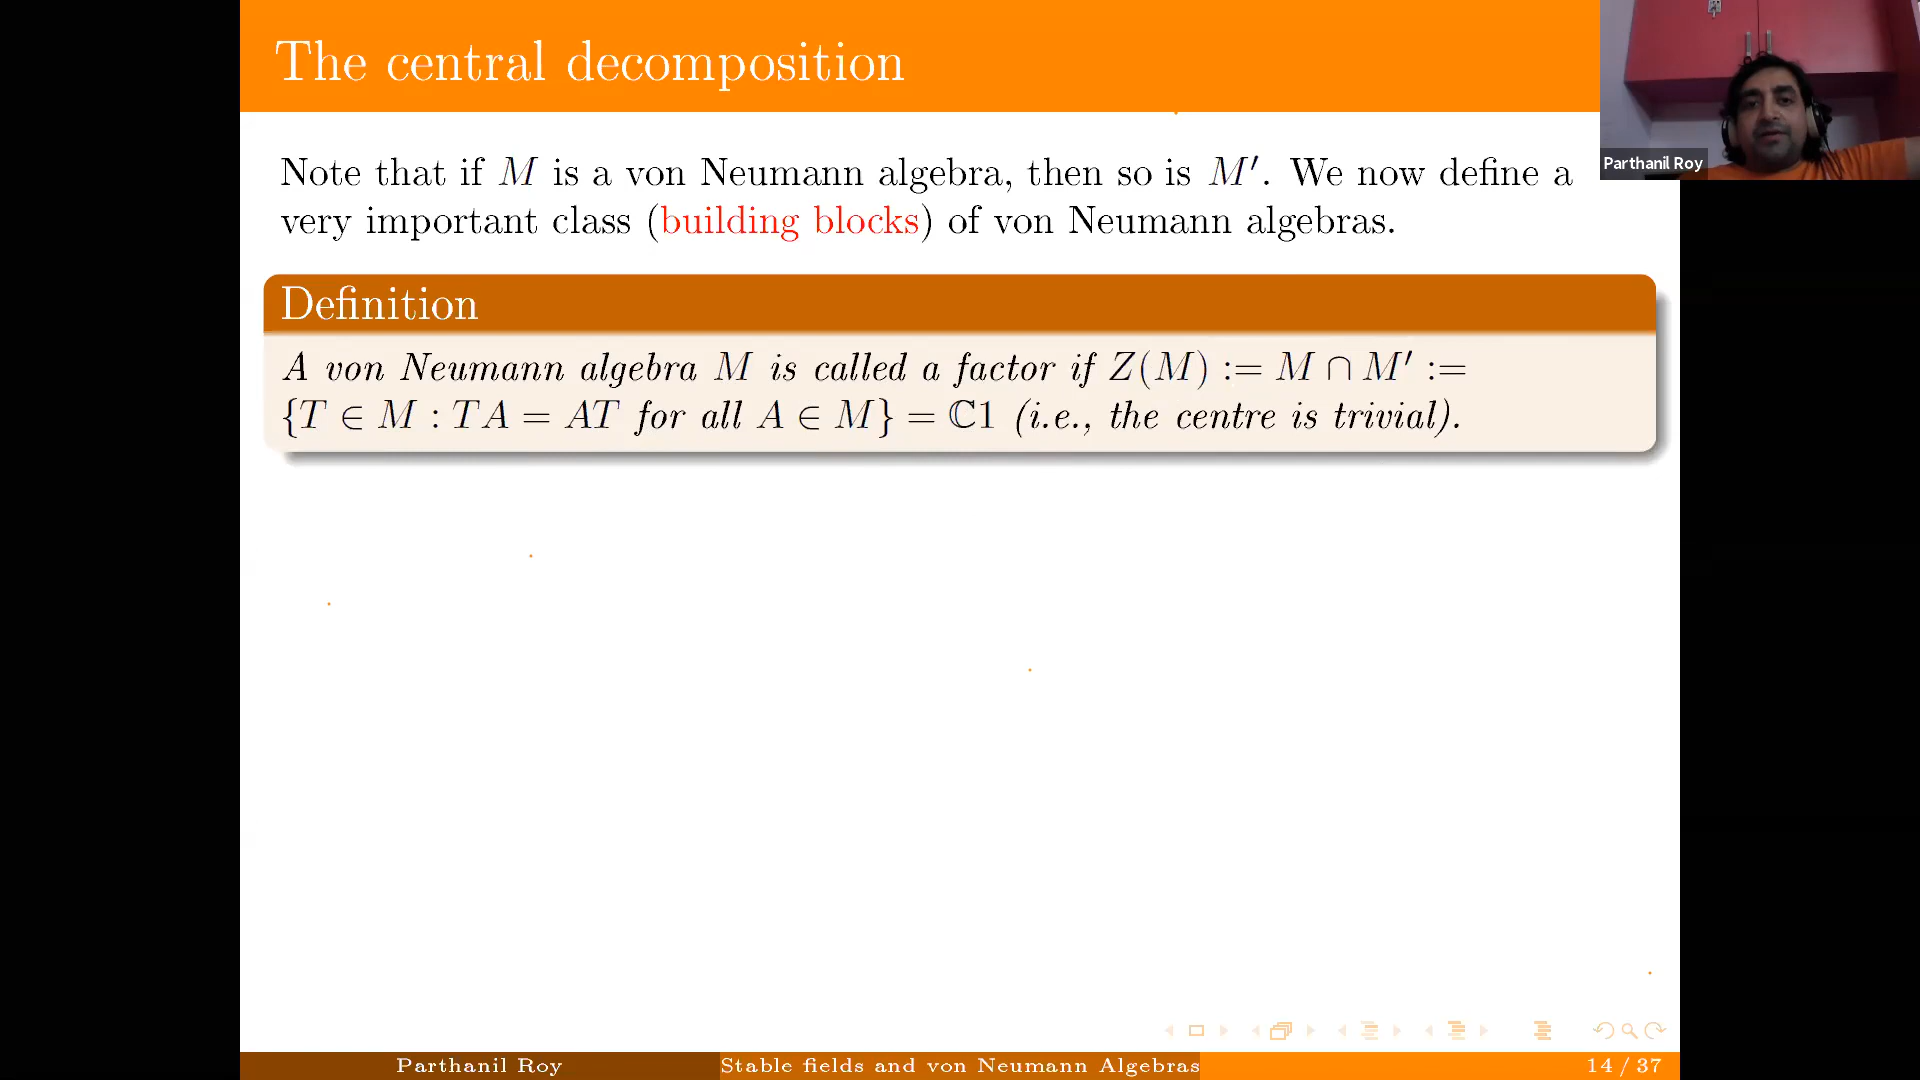 The central decomposition
Parthanil Roy
Note that if M is a von Neumann algebra, then so is M′. We now define a
very important class (building blocks) of von Neumann algebras.
Definition
A von Neumann algebra M is called a factor if Z(M) := M ∩ M′ :=
{T ∈ M : TA = AT for all A ∈ M} = ℂ1 (i.e., the centre is trivial).
Parthanil Roy Stable fields and von Neumann Algebras 14 / 37